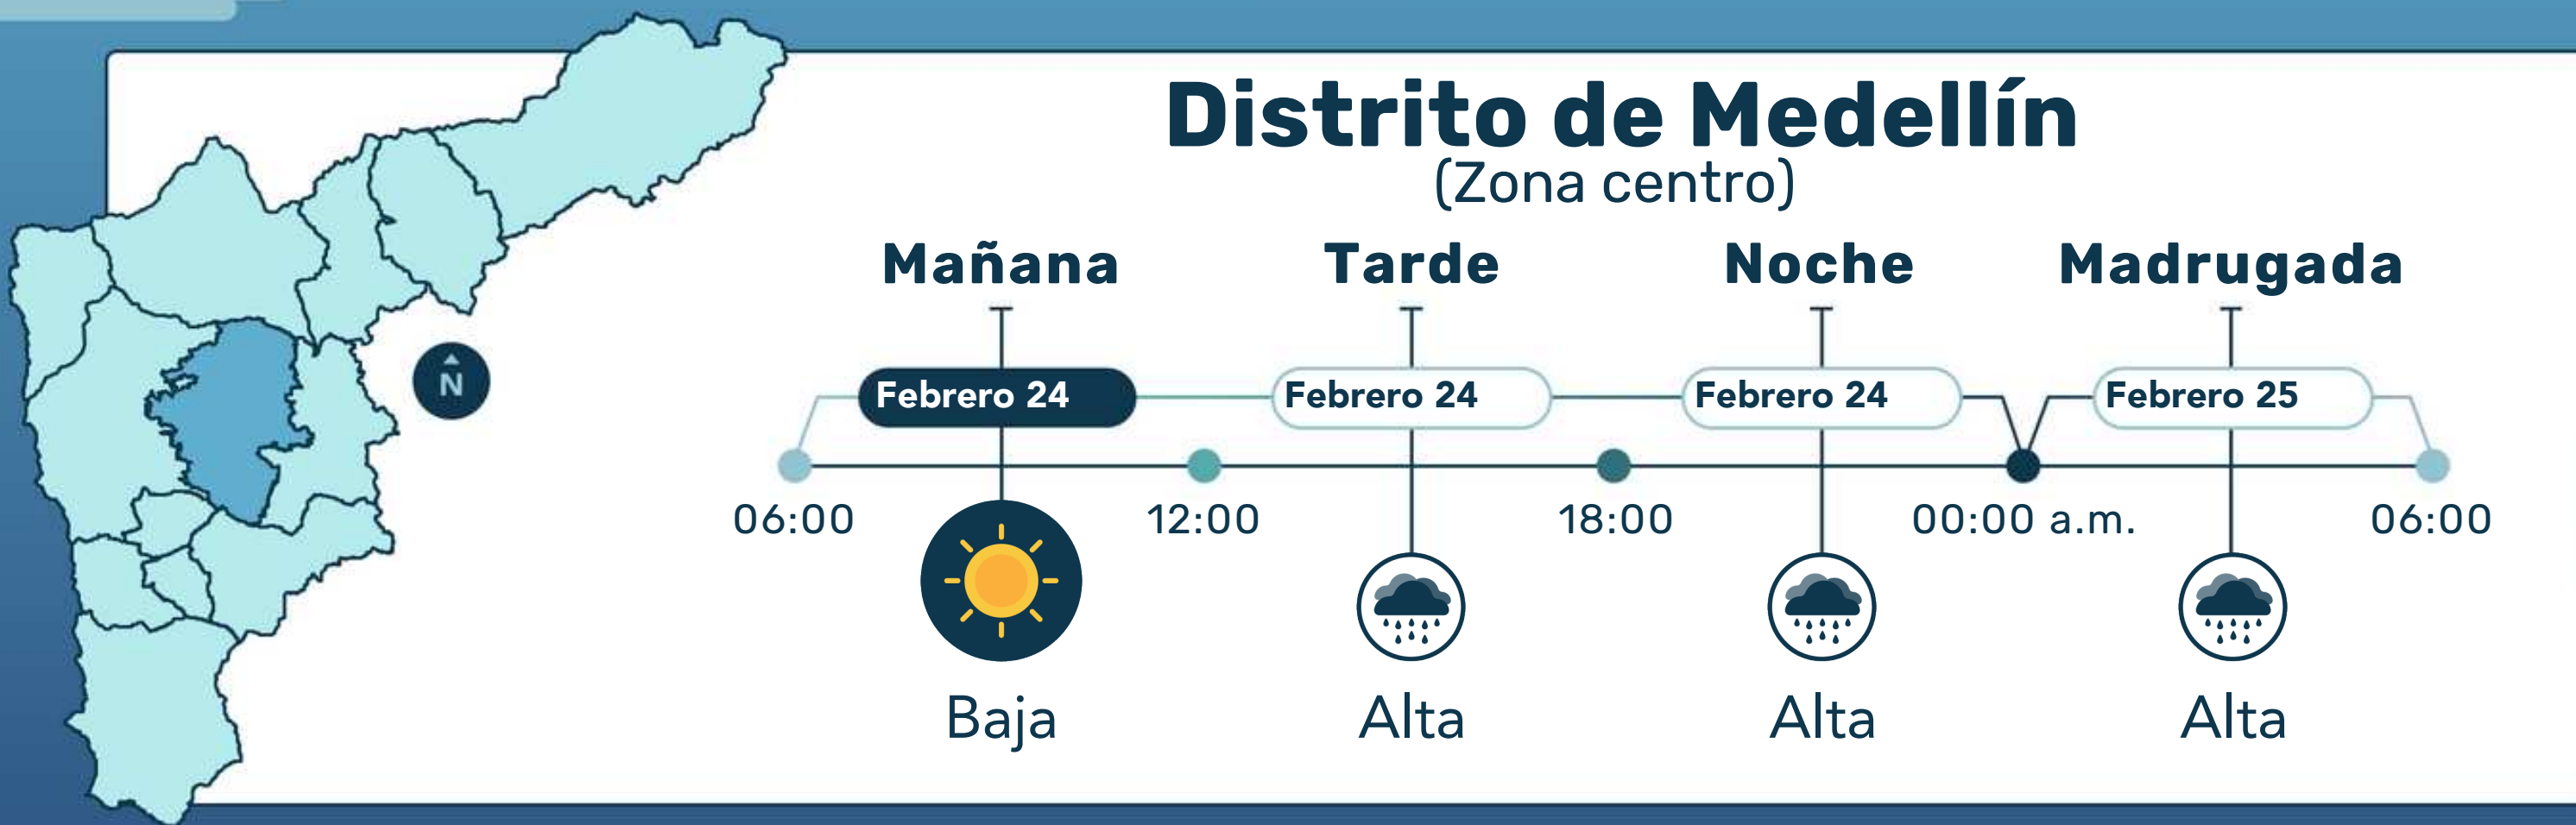 Distrito de Medellín
(Zona centro)
Mañana Tarde Noche Madrugada
N
Febrero 24 Febrero 24 Febrero 24 Febrero 25
06:00 12:00 18:00 00:00 a.m. 06:00
Baja Alta Alta Alta